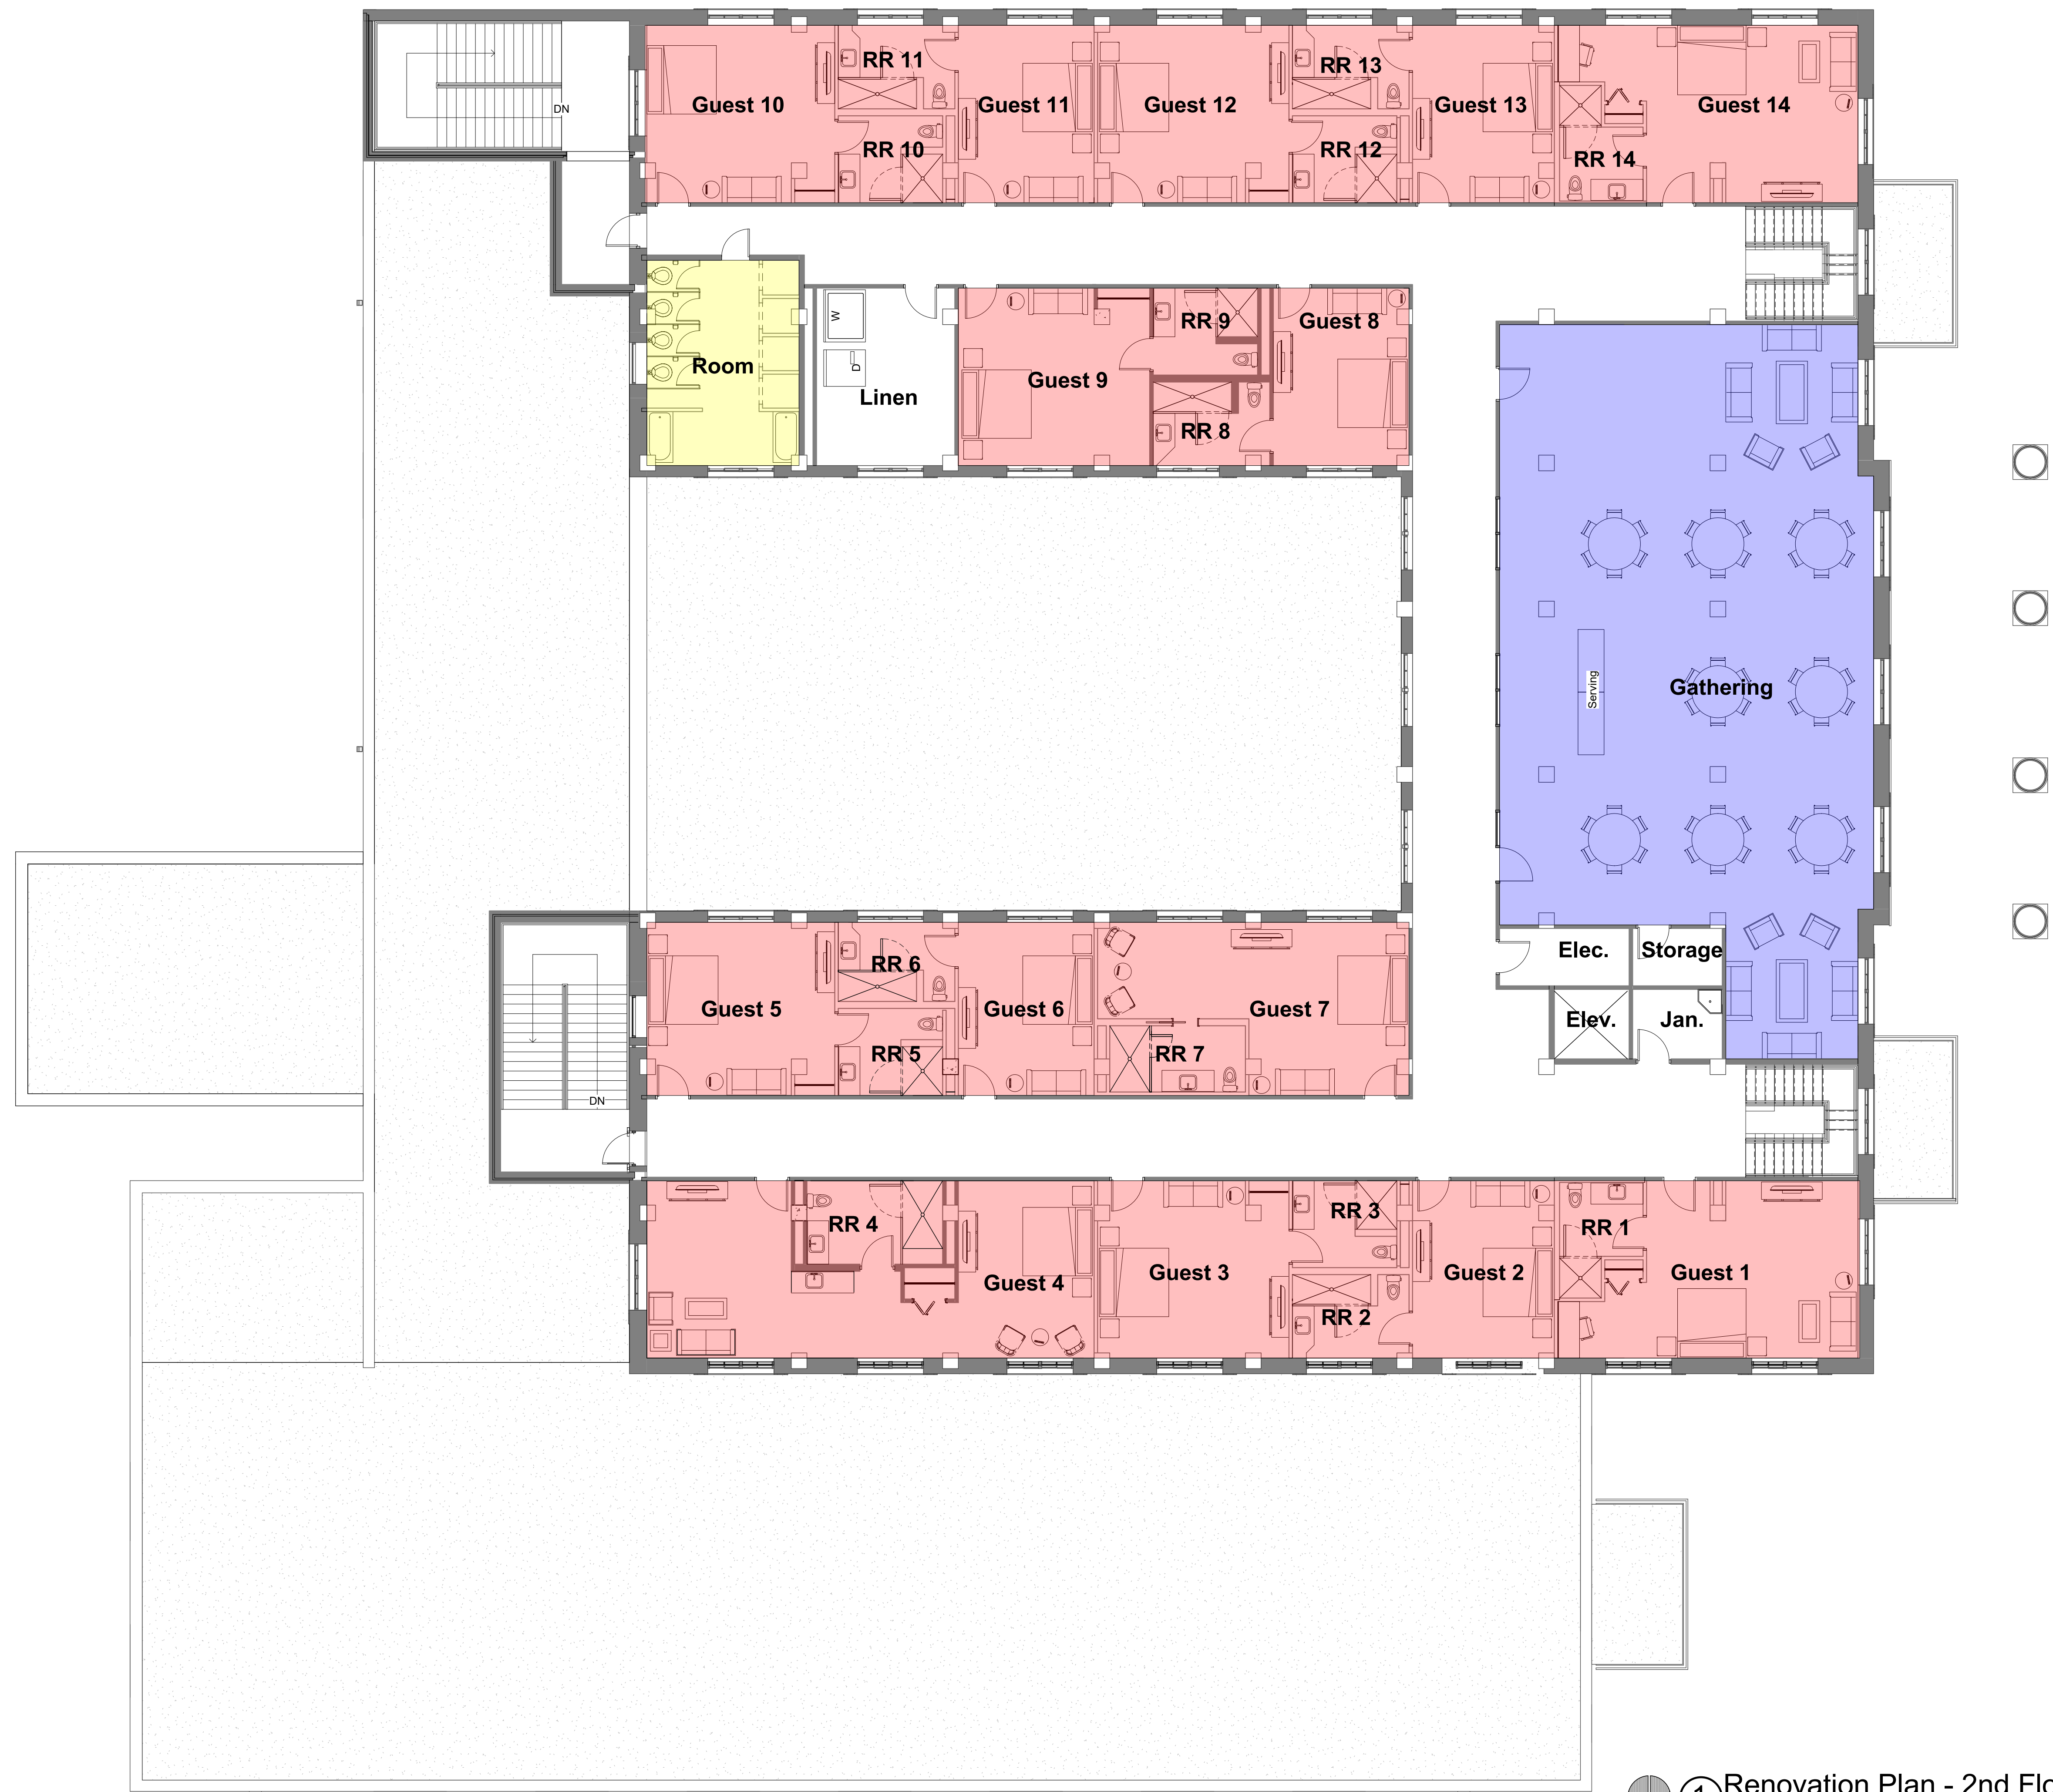 RR 11
RR 13
Guest 10
Guest 11
Guest 12
Guest 13
Guest 14
DN
RR 10
RR 12
RR 14
W
RR 9
Guest 8
Room
D
Guest 9
Linen
RR 8
Serving
Gathering
Elec.
Storage
RR 6
Guest 5
Guest 6
Guest 7
Elev.
Jan.
RR 5
RR 7
DN
RR 4
RR 3
RR 1
Guest 4
Guest 3
Guest 2
Guest 1
RR 2
1
Renovation Plan - 2nd Flo